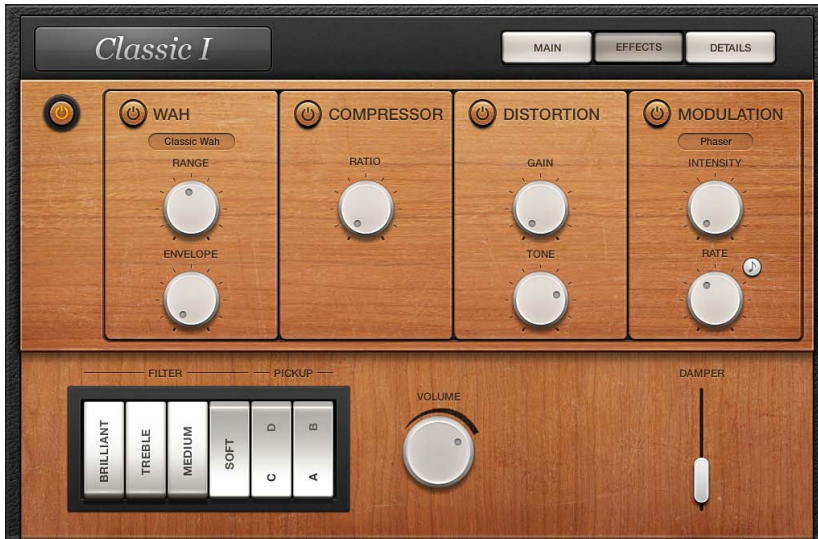 Classic I
MAIN
EFFECTS
DETAILS
WAH
Classic Wah
RANGE
ENVELOPE
COMPRESSOR
RATIO
DISTORTION
GAIN
TONE
MODULATION
Phaser
INTENSITY
RATE
FILTER
PICKUP
BRILLIANT
TREBLE
MEDIUM
SOFT
D
C
B
A
VOLUME
DAMPER